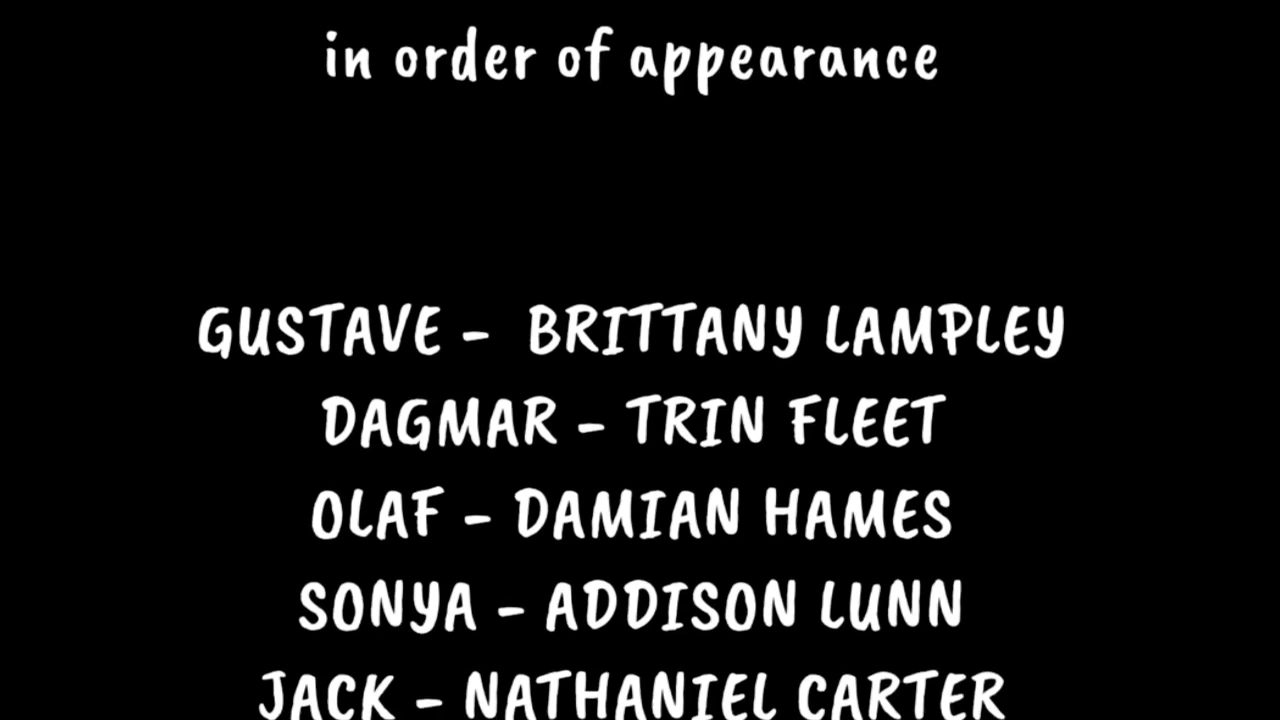 in order of appearance
GUSTAVE - BRITTANY LAMPLEY
DAGMAR - TRIN FLEET
OLAF - DAMIAN HAMES
SONYA - ADDISON LUNN
JACK - NATHANIEL CARTER